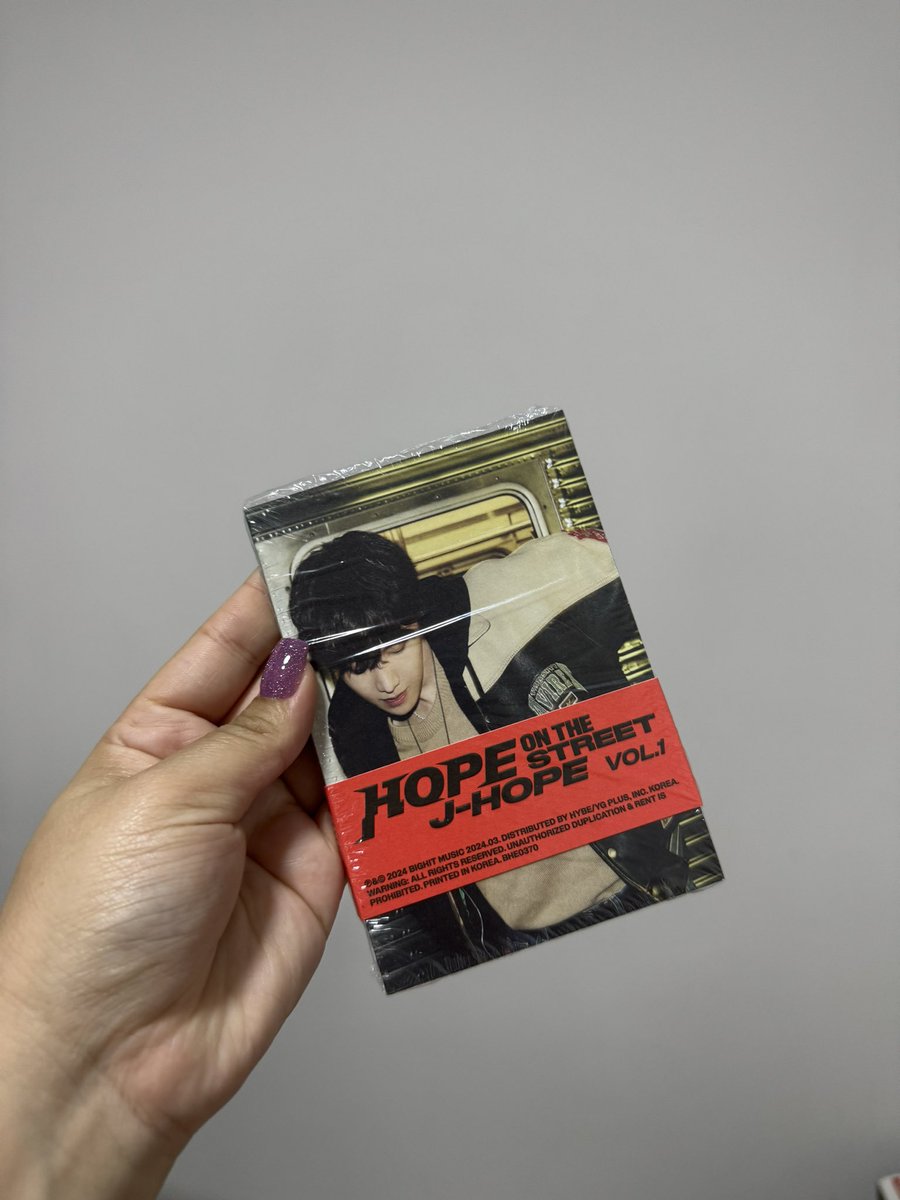 HOPE ON THE STREET VOL.1
J-HOPE
℗&© 2024 BIGHIT MUSIC 2024.03. DISTRIBUTED BY HYBE/YG PLUS, INC. KOREA.
WARNING: ALL RIGHTS RESERVED. UNAUTHORIZED DUPLICATION & RENT IS
PROHIBITED. PRINTED IN KOREA. BHE0370